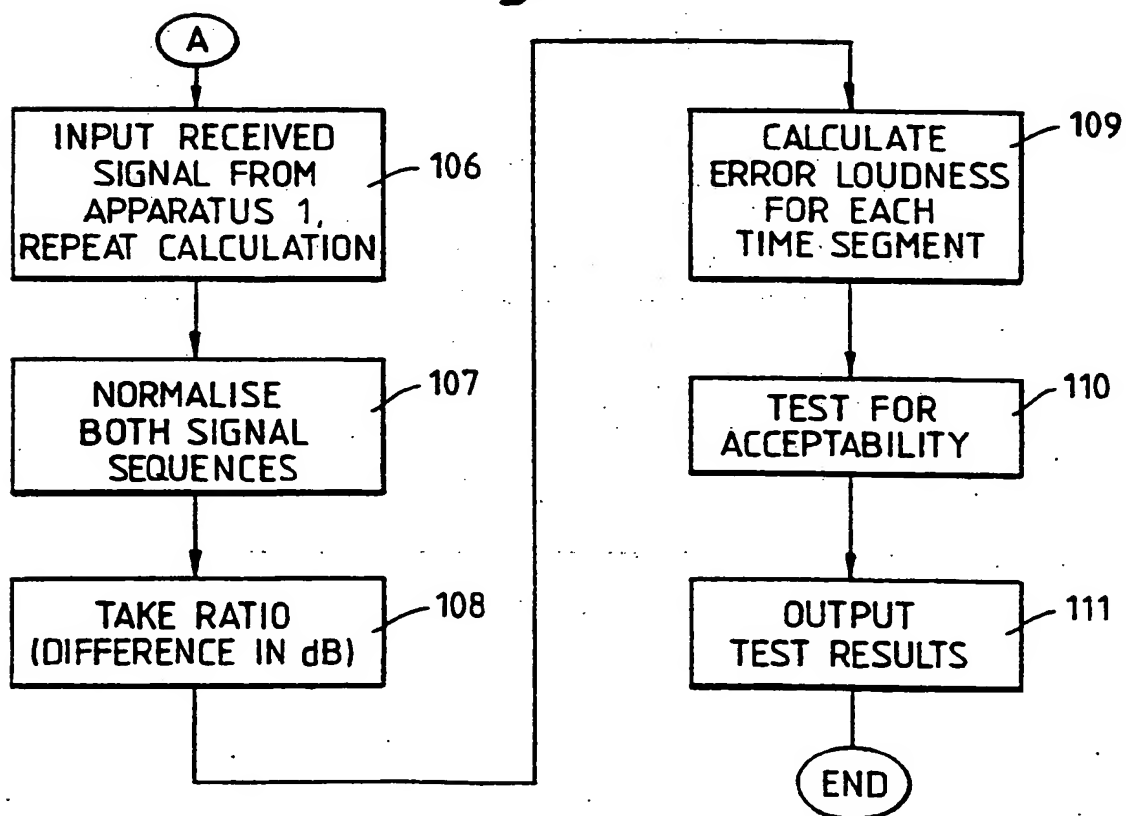 A
INPUT RECEIVED
SIGNAL FROM
APPARATUS 1,
REPEAT CALCULATION
106
NORMALISE
BOTH SIGNAL
SEQUENCES
107
TAKE RATIO
(DIFFERENCE IN dB)
108
CALCULATE
ERROR LOUDNESS
FOR EACH
TIME SEGMENT
109
TEST FOR
ACCEPTABILITY
110
OUTPUT
TEST RESULTS
111
END